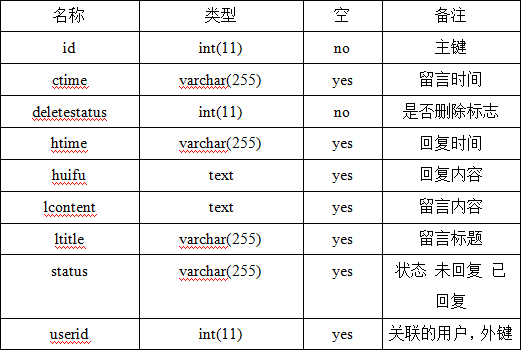 名称 类型 空 备注
id int(11) no 主键
ctime varchar(255) yes 留言时间
deletestatus int(11) no 是否删除标志
htime varchar(255) yes 回复时间
huifu text yes 回复内容
lcontent text yes 留言内容
ltitle varchar(255) yes 留言标题
status varchar(255) yes 状态 未回复 已
回复
userid int(11) yes 关联的用户，外键